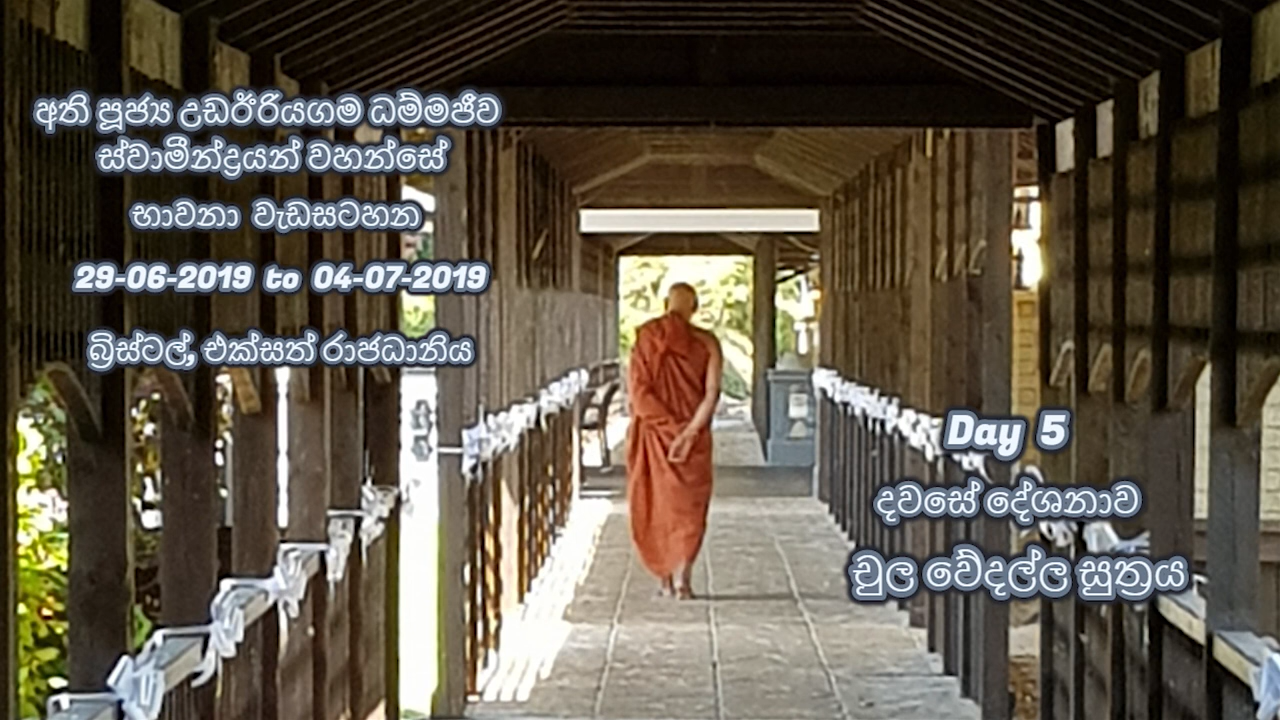 අති පූජ්‍ය උඩඊරියගම ධම්මජීව
ස්වාමීන්ද්‍රයන් වහන්සේ
භාවනා වැඩසටහන
29-06-2019 to 04-07-2019
බ්‍රිස්ටල්, එක්සත් රාජධානිය
Day 5
දවසේ දේශනාව
චුල වේදල්ල සුත්‍රය